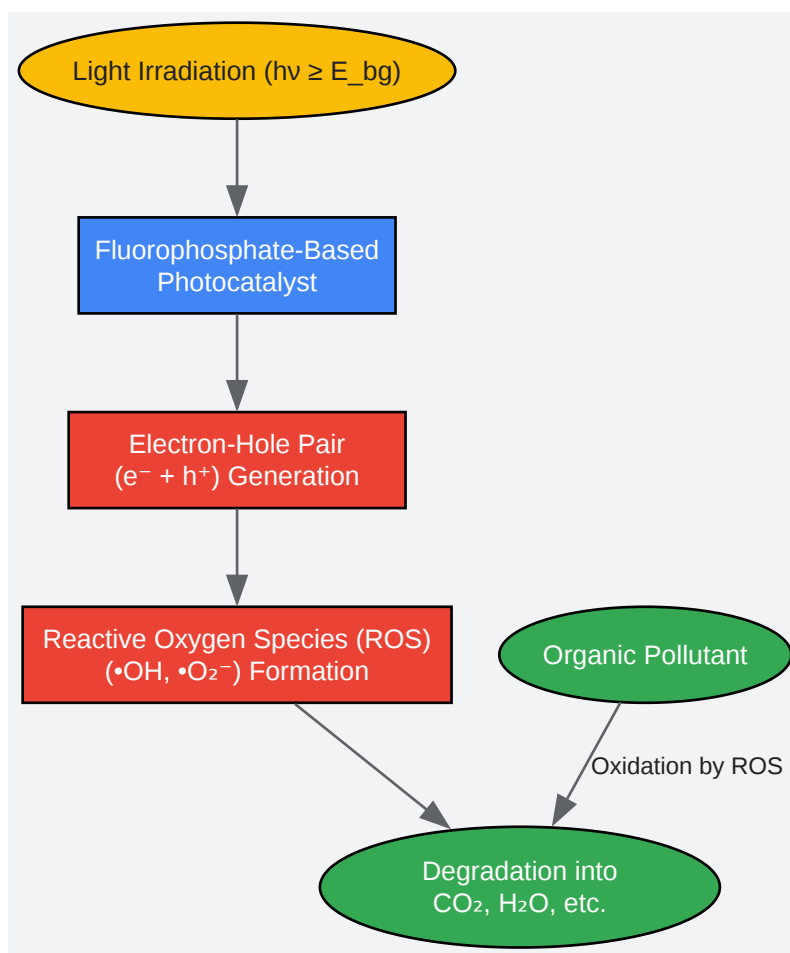 Light Irradiation (hν ≥ E_bg)
Fluorophosphate-Based
Photocatalyst
Electron-Hole Pair
(e⁻ + h⁺) Generation
Reactive Oxygen Species (ROS)
(•OH, •O₂⁻) Formation
Organic Pollutant
Oxidation by ROS
Degradation into
CO₂, H₂O, etc.